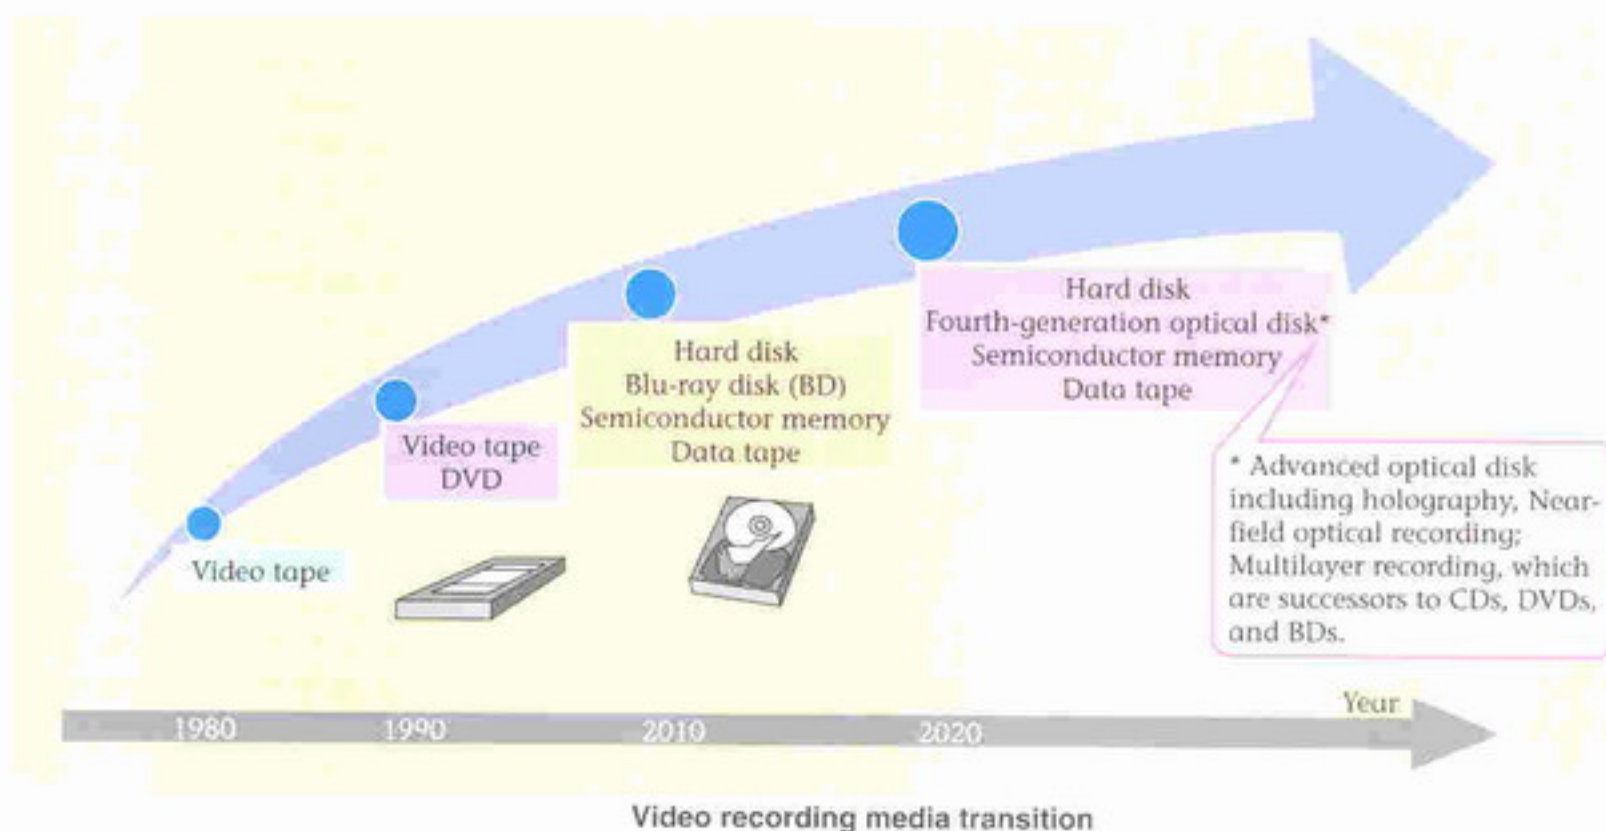 Video tape
Video tape
DVD
Hard disk
Blu-ray disk (BD)
Semiconductor memory
Data tape
Hard disk
Fourth-generation optical disk*
Semiconductor memory
Data tape
* Advanced optical disk
including holography, Near-
field optical recording;
Multilayer recording, which
are successors to CDs, DVDs,
and BDs.
Year
1980
1990
2010
2020
Video recording media transition